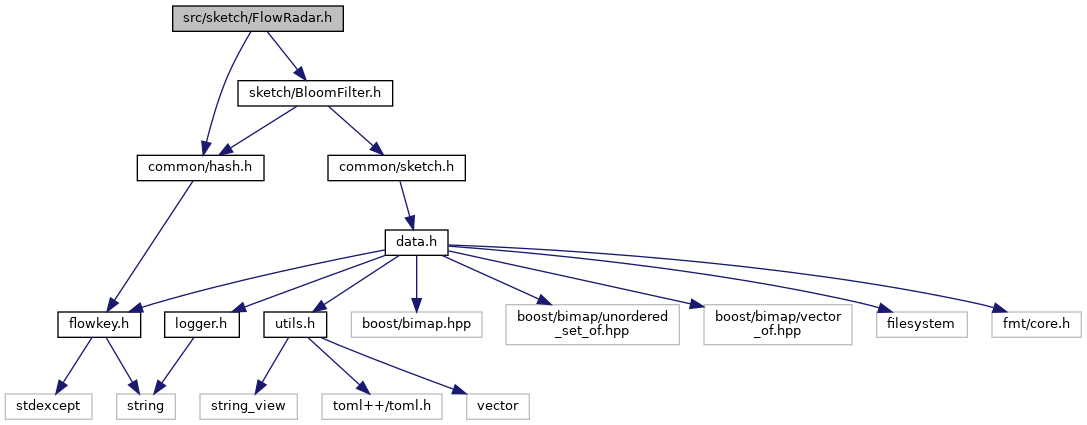 src/sketch/FlowRadar.h
sketch/BloomFilter.h
common/hash.h
common/sketch.h
data.h
flowkey.h
logger.h
utils.h
boost/bimap.hpp
boost/bimap/unordered
_set_of.hpp
boost/bimap/vector
_of.hpp
filesystem
fmt/core.h
stdexcept
string
string_view
toml++/toml.h
vector